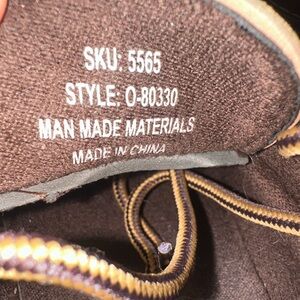 SKU: 5565
STYLE: O-80330
MAN MADE MATERIALS
MADE IN CHINA